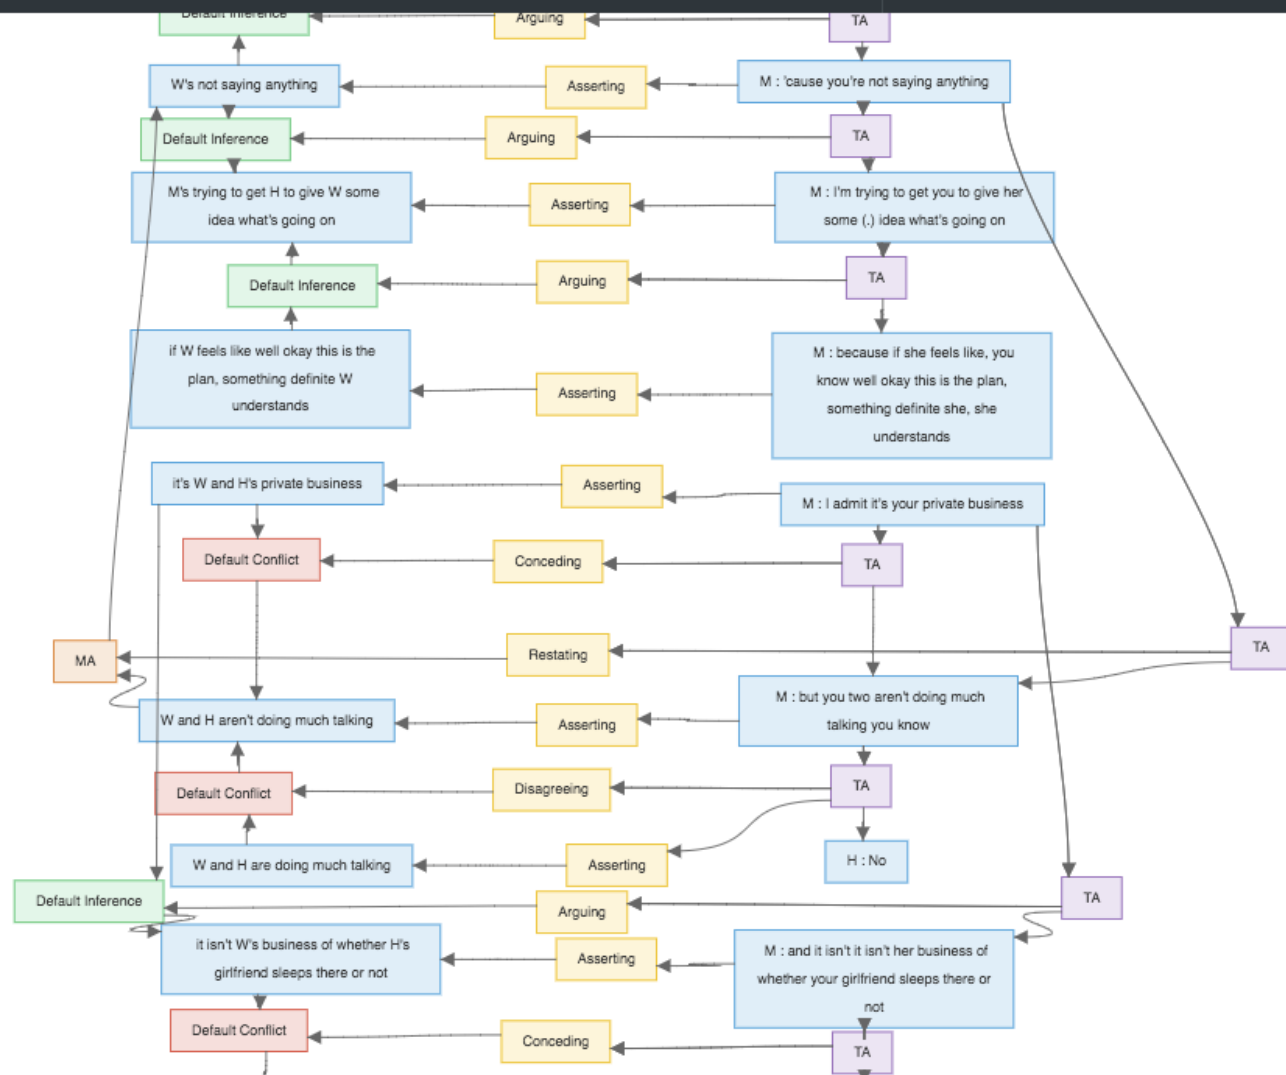 Default Inference
Arguing
TA
W's not saying anything
Asserting
M : 'cause you're not saying anything
Default Inference
Arguing
TA
M's trying to get H to give W some
idea what's going on
Asserting
M : I'm trying to get you to give her
some (.) idea what's going on
Default Inference
Arguing
TA
if W feels like well okay this is the
plan, something definite W
understands
Asserting
M : because if she feels like, you
know well okay this is the plan,
something definite she, she
understands
it's W and H's private business
Asserting
M : I admit it's your private business
Default Conflict
Conceding
TA
MA
Restating
TA
W and H aren't doing much talking
Asserting
M : but you two aren't doing much
talking you know
Default Conflict
Disagreeing
TA
W and H are doing much talking
Asserting
H : No
Default Inference
Arguing
TA
it isn't W's business of whether H's
girlfriend sleeps there or not
Asserting
M : and it isn't it isn't her business of
whether your girlfriend sleeps there or
not
Default Conflict
Conceding
TA